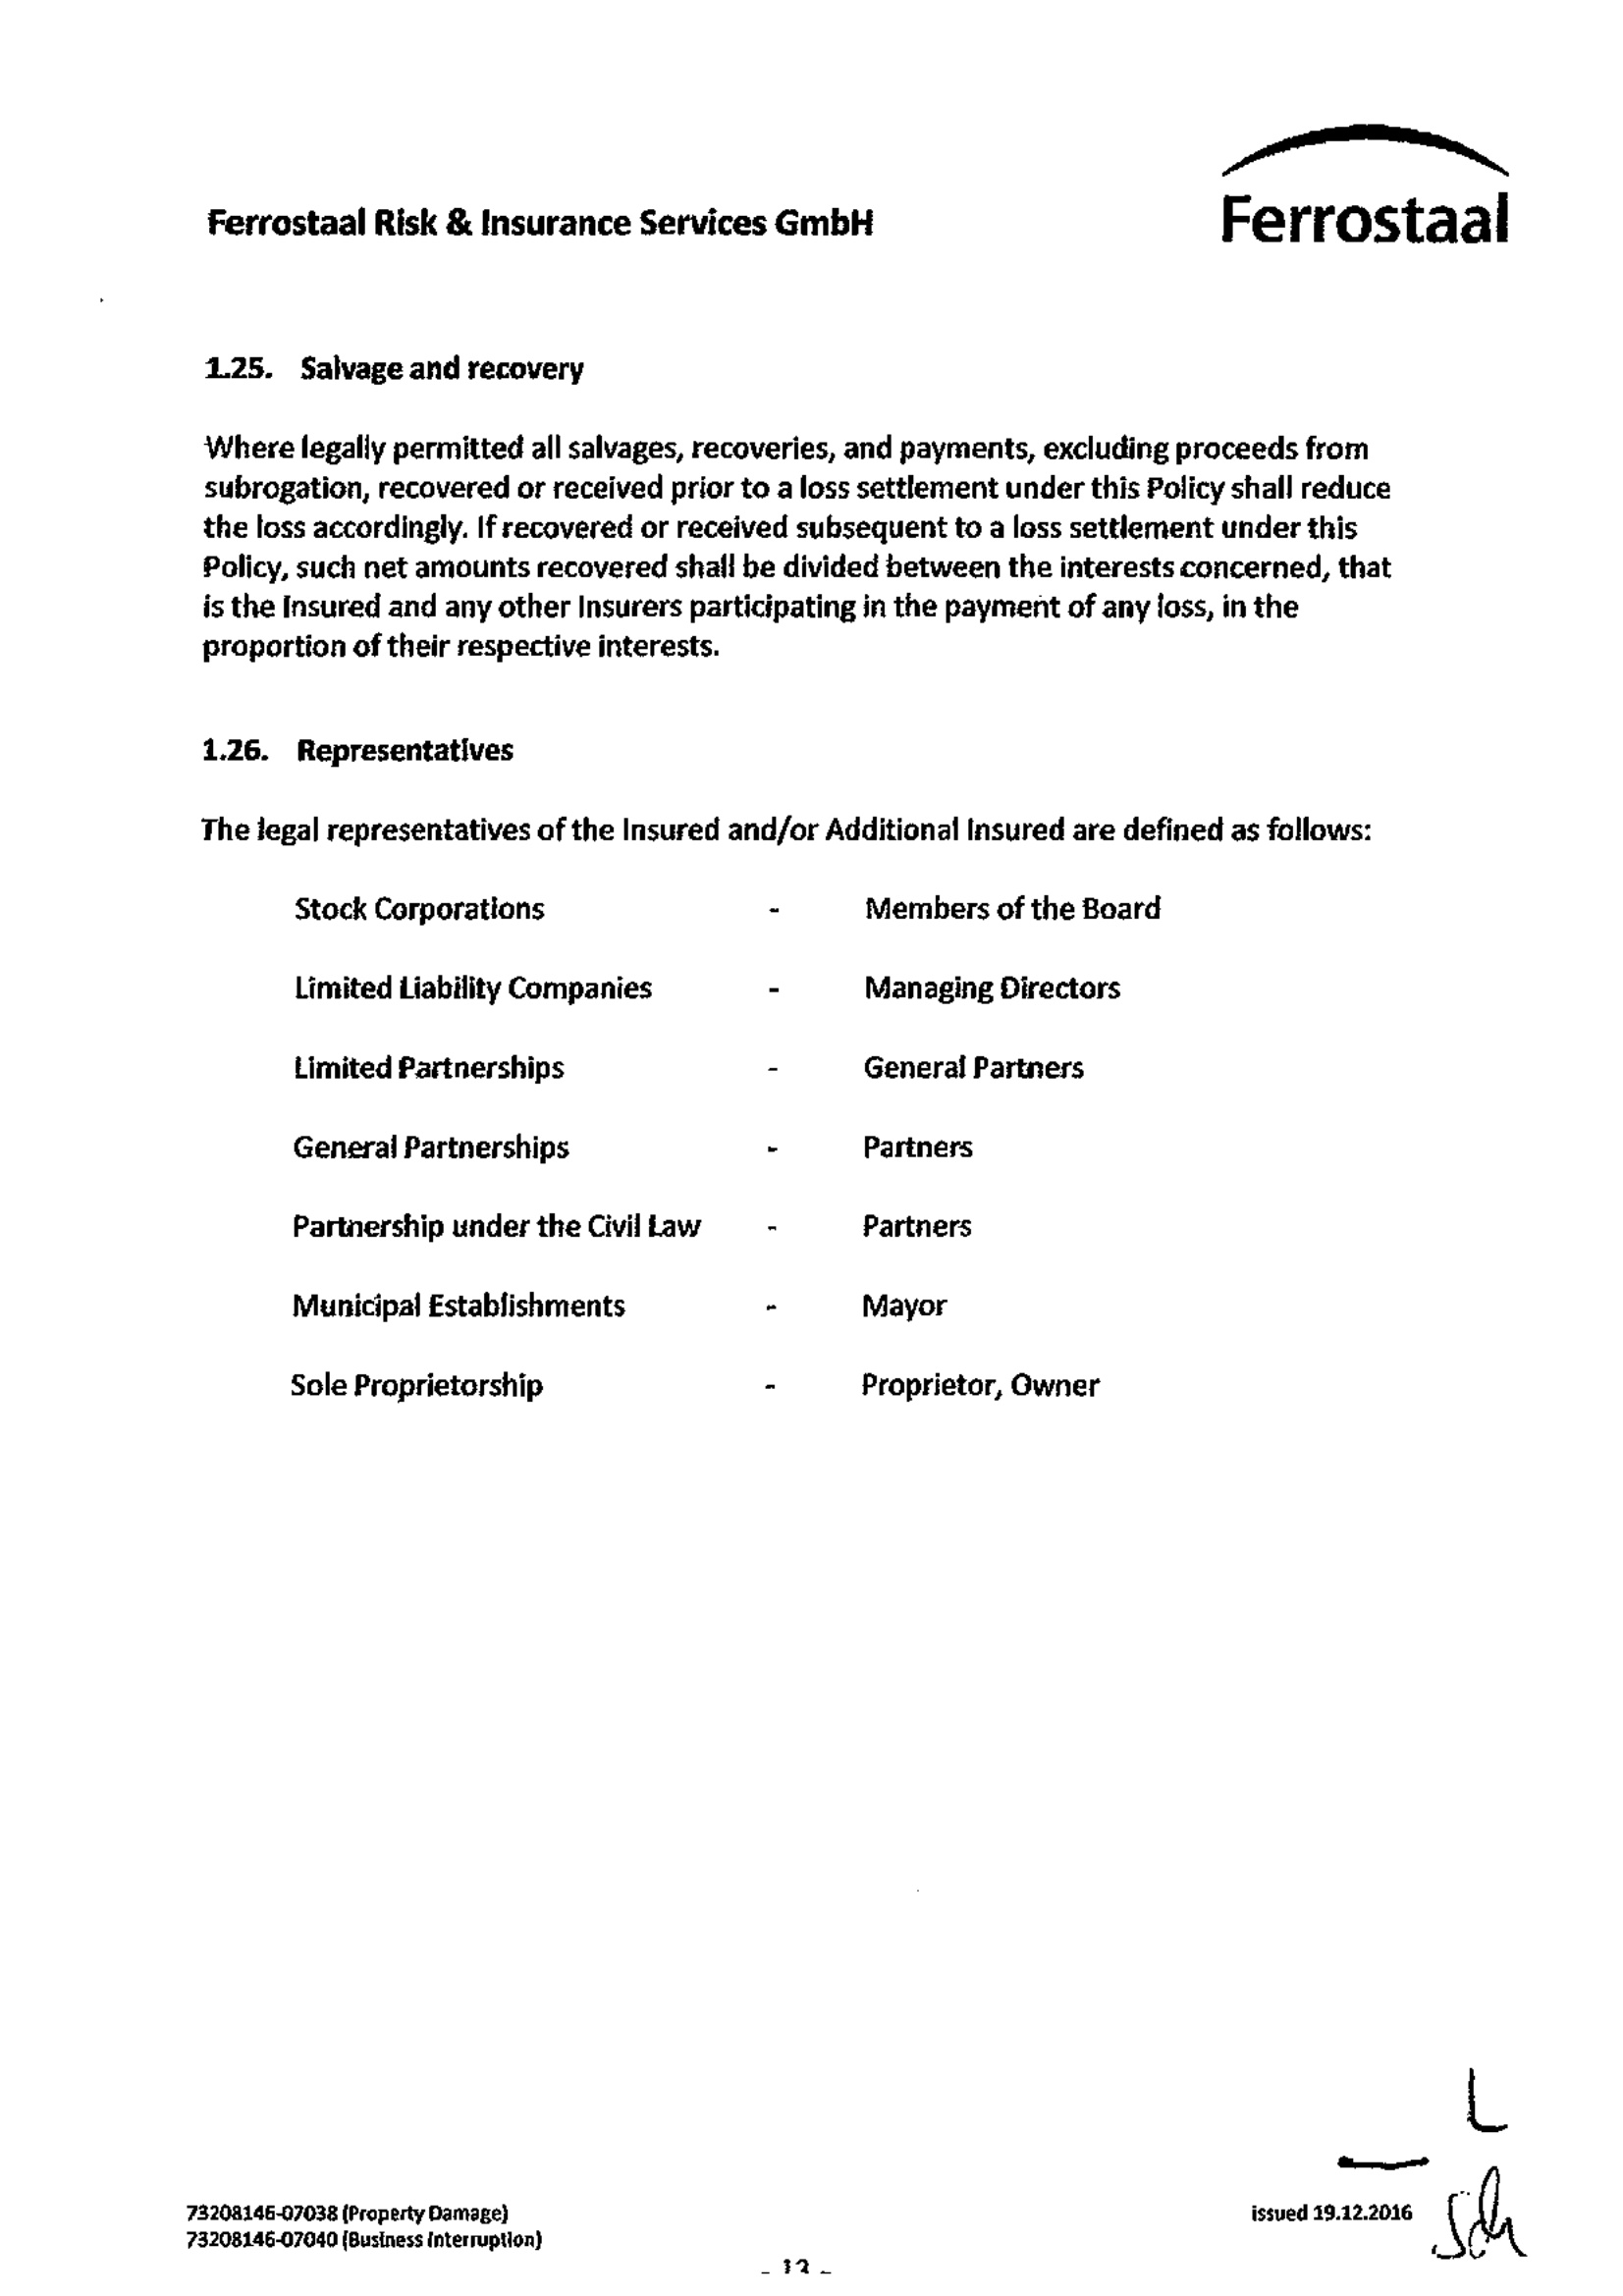 Ferrostaal Risk & Insurance Services GmbH
Ferrostaal
1.25. Salvage and recovery
Where legally permitted all salvages, recoveries, and payments, excluding proceeds from
subrogation, recovered or received prior to a loss settlement under this Policy shall reduce
the loss accordingly. If recovered or received subsequent to a loss settlement under this
Policy, such net amounts recovered shall be divided between the interests concerned, that
is the Insured and any other Insurers participating in the payment of any loss, in the
proportion of their respective interests.
1.26. Representatives
The legal representatives of the Insured and/or Additional Insured are defined as follows:
Stock Corporations - Members of the Board
Limited Liability Companies - Managing Directors
Limited Partnerships - General Partners
General Partnerships - Partners
Partnership under the Civil Law - Partners
Municipal Establishments - Mayor
Sole Proprietorship - Proprietor, Owner
L
73208146-07038 (Property Damage) issued 19.12.2016
73208146-07040 (Business Interruption)